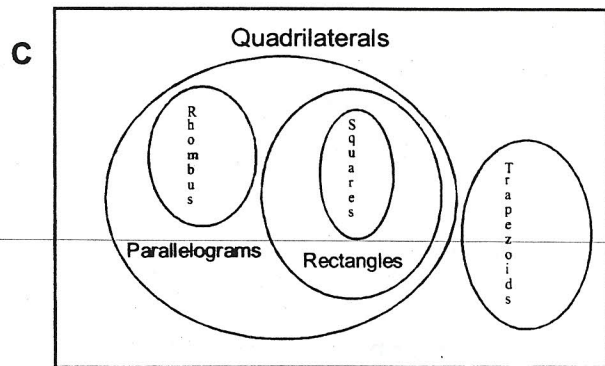 C
Quadrilaterals
Rhombus
Squares
Trapezoids
Parallelograms
Rectangles